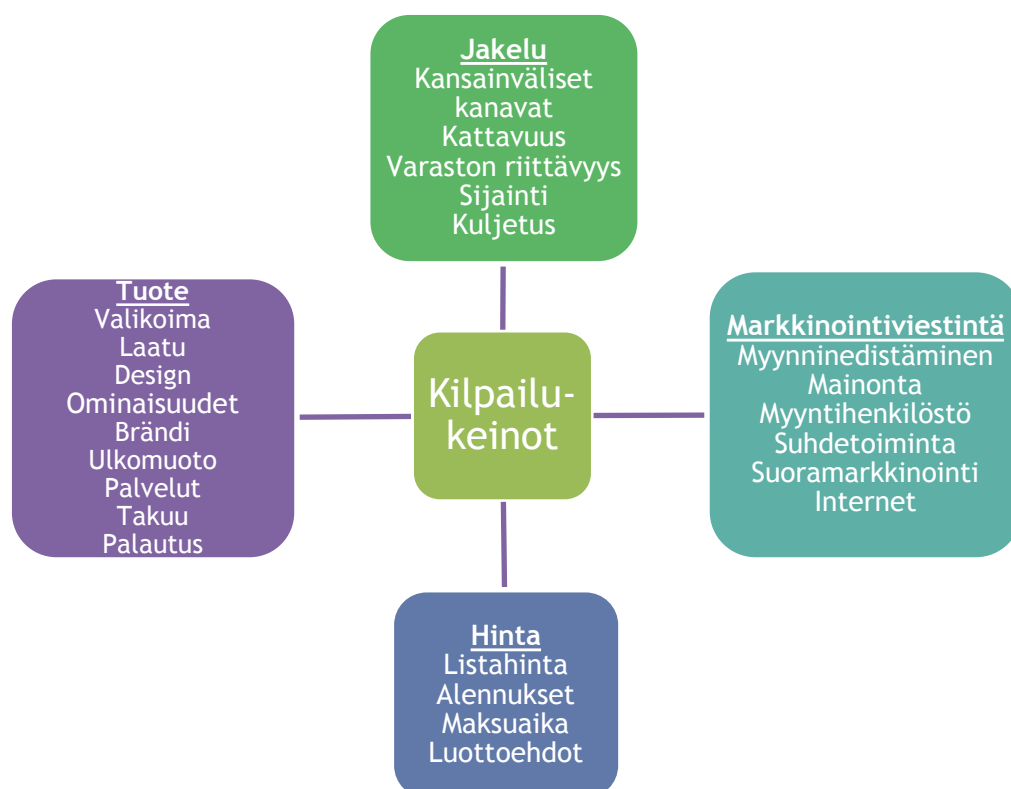 Jakelu
Kansainväliset
kanavat
Kattavuus
Varaston riittävyys
Sijainti
Kuljetus
Tuote
Valikoima
Laatu
Design
Ominaisuudet
Brändi
Ulkomuoto
Palvelut
Takuu
Palautus
Kilpailu-
keinot
Markkinointiviestintä
Myynninedistäminen
Mainonta
Myyntihenkilöstö
Suhdetoiminta
Suoramarkkinointi
Internet
Hinta
Listahinta
Alennukset
Maksuaika
Luottoehdot